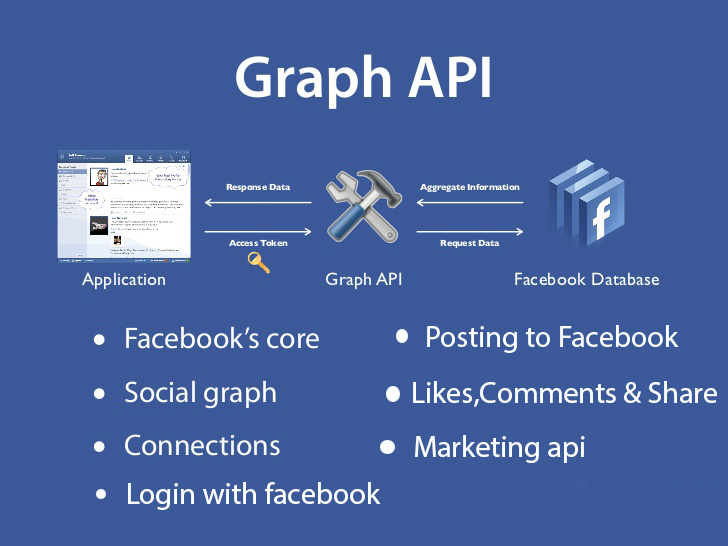 Graph API
Response Data
Aggregate Information
Access Token
Request Data
Application
Graph API
Facebook Database
• Facebook's core
• Social graph
• Connections
• Login with facebook
• Posting to Facebook
• Likes,Comments & Share
• Marketing api